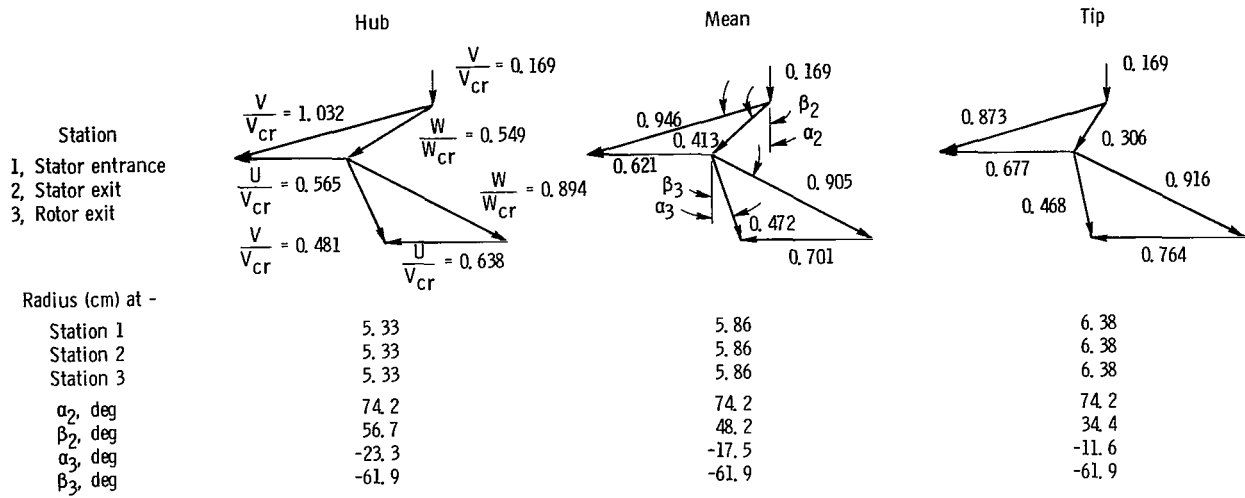 Hub Mean Tip
V/Vcr = 0.169
0.169
0.169
V/Vcr = 1.032
W/Wcr = 0.549
U/Vcr = 0.565
W/Wcr = 0.894
V/Vcr = 0.481
U/Vcr = 0.638
0.946
0.413
β2
α2
0.621
β3
α3
0.905
0.472
0.701
0.873
0.306
0.677
0.916
0.468
0.764
Station
1, Stator entrance
2, Stator exit
3, Rotor exit
Radius (cm) at -
Station 1 5.33 5.86 6.38
Station 2 5.33 5.86 6.38
Station 3 5.33 5.86 6.38
α2, deg 74.2 74.2 74.2
β2, deg 56.7 48.2 34.4
α3, deg -23.3 -17.5 -11.6
β3, deg -61.9 -61.9 -61.9